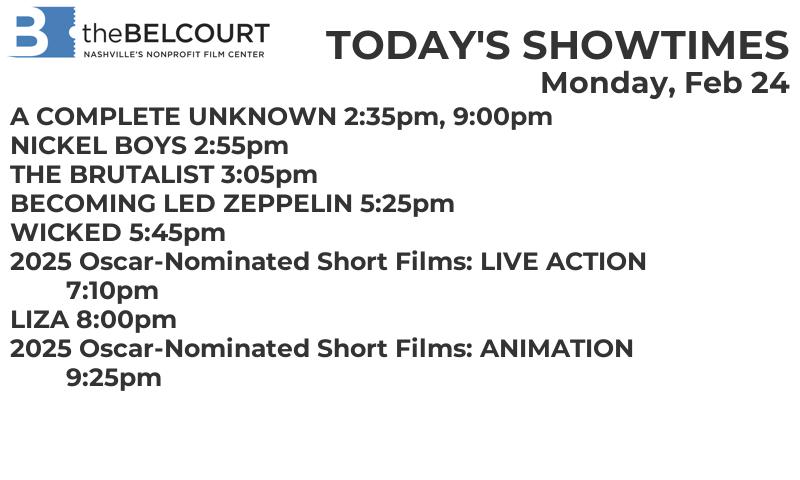 B theBELCOURT
NASHVILLE'S NONPROFIT FILM CENTER
TODAY'S SHOWTIMES
Monday, Feb 24
A COMPLETE UNKNOWN 2:35pm, 9:00pm
NICKEL BOYS 2:55pm
THE BRUTALIST 3:05pm
BECOMING LED ZEPPELIN 5:25pm
WICKED 5:45pm
2025 Oscar-Nominated Short Films: LIVE ACTION
7:10pm
LIZA 8:00pm
2025 Oscar-Nominated Short Films: ANIMATION
9:25pm